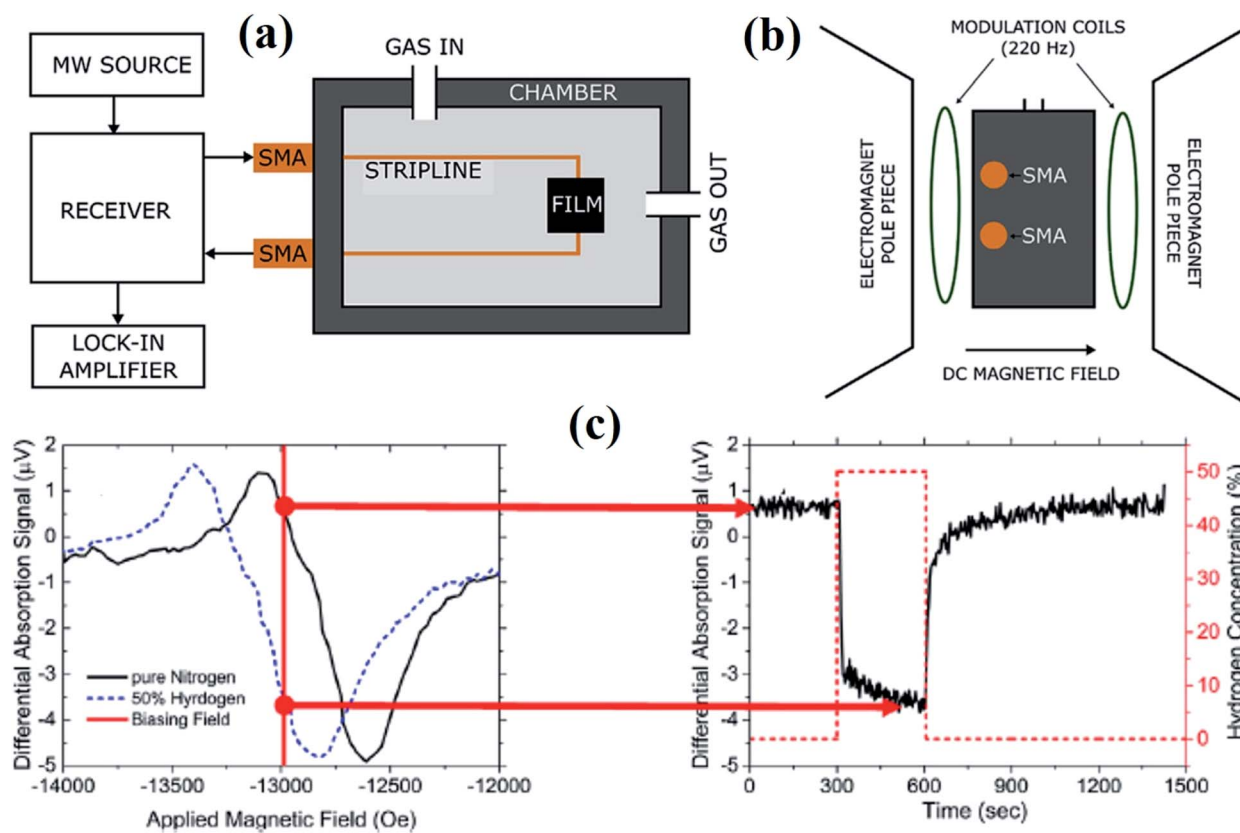 (a)
MW SOURCE
RECEIVER
LOCK-IN
AMPLIFIER
SMA
SMA
GAS IN
CHAMBER
STRIPLINE
FILM
GAS OUT
(b)
MODULATION COILS
(220 Hz)
ELECTROMAGNET
POLE PIECE
SMA
SMA
ELECTROMAGNET
POLE PIECE
DC MAGNETIC FIELD
(c)
Differential Absorption Signal (μV)
2
1
0
-1
-2
-3
-4
-5
pure Nitrogen
50% Hyrdogen
Biasing Field
-14000 -13500 -13000 -12500 -12000
Applied Magnetic Field (Oe)
Differential Absorption Signal (μV)
2
1
0
-1
-2
-3
-4
-5
0 300 600 900 1200 1500
Time (sec)
50
40
30
20
10
0
Hydrogen Concentration (%)